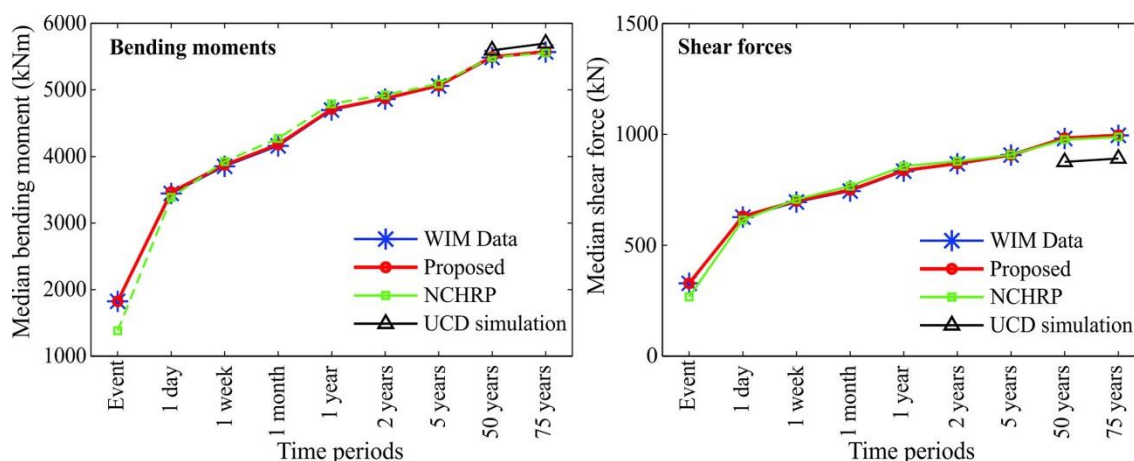 Bending moments
Median bending moment (kNm)
6000
5000
4000
3000
2000
1000
WIM Data
Proposed
NCHRP
UCD simulation
Event
1 day
1 week
1 month
1 year
2 years
5 years
50 years
75 years
Time periods
Shear forces
Median shear force (kN)
1500
1000
500
0
WIM Data
Proposed
NCHRP
UCD simulation
Event
1 day
1 week
1 month
1 year
2 years
5 years
50 years
75 years
Time periods